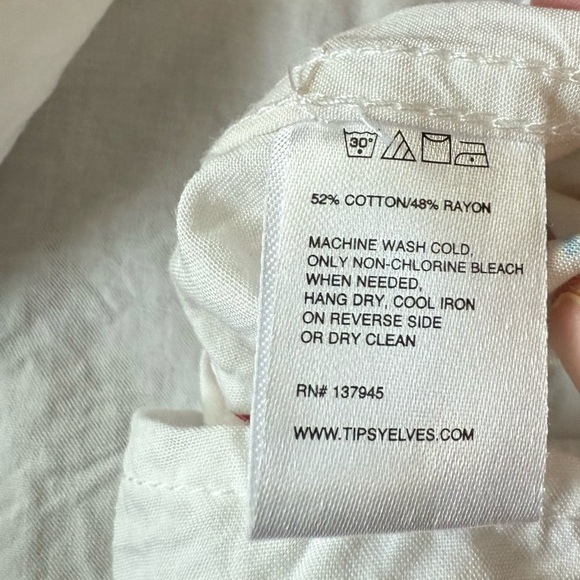 30°
52% COTTON/48% RAYON
MACHINE WASH COLD,
ONLY NON-CHLORINE BLEACH
WHEN NEEDED,
HANG DRY, COOL IRON
ON REVERSE SIDE
OR DRY CLEAN
RN# 137945
WWW.TIPSYELVES.COM